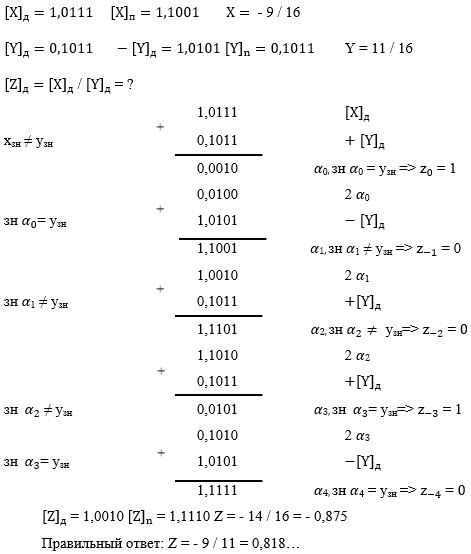 [X]д = 1,0111 [X]п = 1,1001 X = - 9 / 16
[Y]д = 0,1011 − [Y]д = 1,0101 [Y]п = 0,1011 Y = 11 / 16
[Z]д = [X]д / [Y]д = ?
1,0111 [X]д
xзн ≠ yзн + 0,1011 + [Y]д
0,0010 α₀, зн α₀ = yзн => z₀ = 1
0,0100 2 α₀
зн α₀= yзн + 1,0101 − [Y]д
1,1001 α₁, зн α₁ ≠ yзн => z₋₁ = 0
1,0010 2 α₁
зн α₁ ≠ yзн + 0,1011 +[Y]д
1,1101 α₂, зн α₂ ≠ yзн=> z₋₂ = 0
1,1010 2 α₂
зн α₂ ≠ yзн + 0,1011 +[Y]д
0,0101 α₃, зн α₃= yзн=> z₋₃ = 1
0,1010 2 α₃
зн α₃= yзн + 1,0101 −[Y]д
1,1111 α₄, зн α₄ = yзн => z₋₄ = 0
[Z]д = 1,0010 [Z]п = 1,1110 Z = - 14 / 16 = - 0,875
Правильный ответ: Z = - 9 / 11 = 0,818…